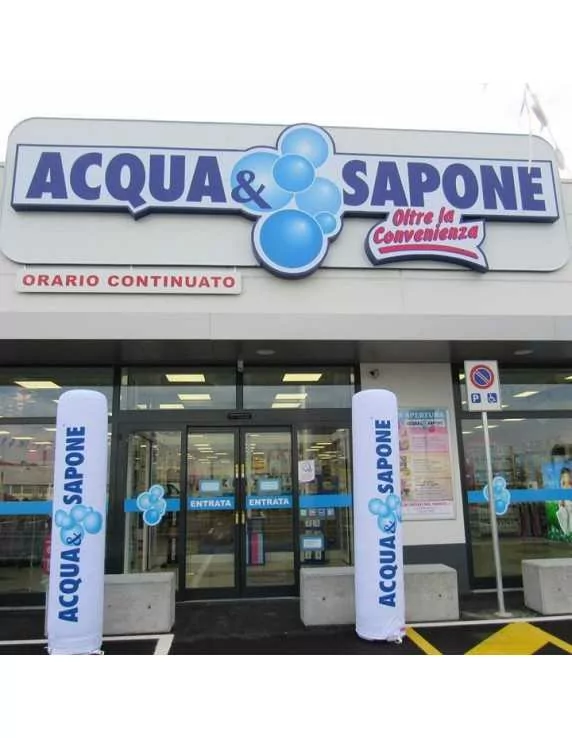 ACQUA & SAPONE
Oltre la
Convenienza
ORARIO CONTINUATO
ACQUA & SAPONE
ENTRATA
ENTRATA
ACQUA & SAPONE
APERTURA
P